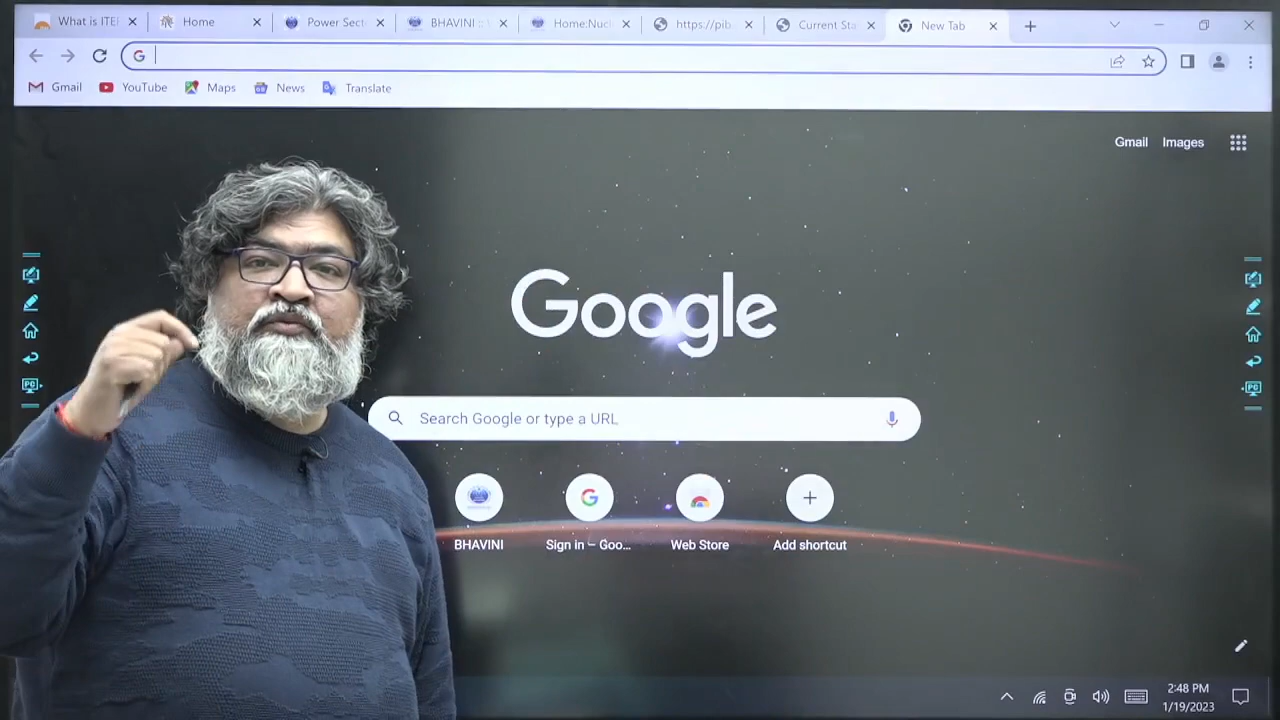 What is ITE
Home
Power Sect
BHAVINI ::
Home:Nucl
https://pib
Current Sta
New Tab
G
Gmail
YouTube
Maps
News
Translate
Gmail
Images
Google
Search Google or type a URL
BHAVINI
Sign in – Goo...
Web Store
Add shortcut
PC
PC
2:48 PM
1/19/2023